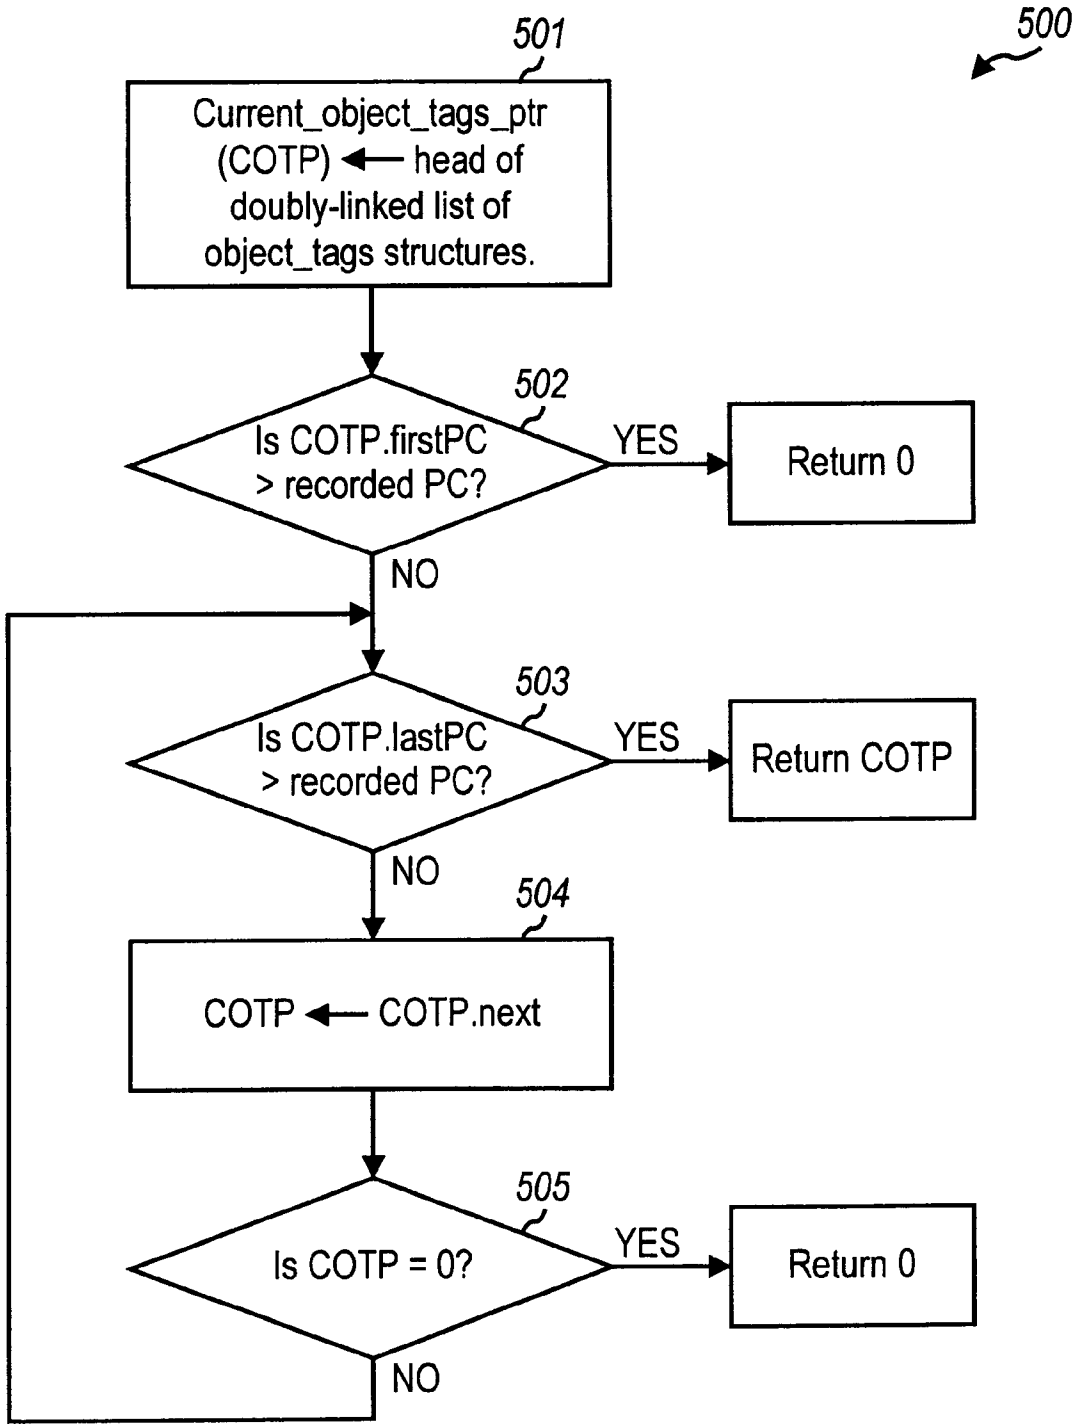 500
501
Current_object_tags_ptr
(COTP) ← head of
doubly-linked list of
object_tags structures.
502
Is COTP.firstPC
> recorded PC?
YES
Return 0
NO
503
Is COTP.lastPC
> recorded PC?
YES
Return COTP
NO
504
COTP ← COTP.next
505
Is COTP = 0?
YES
Return 0
NO